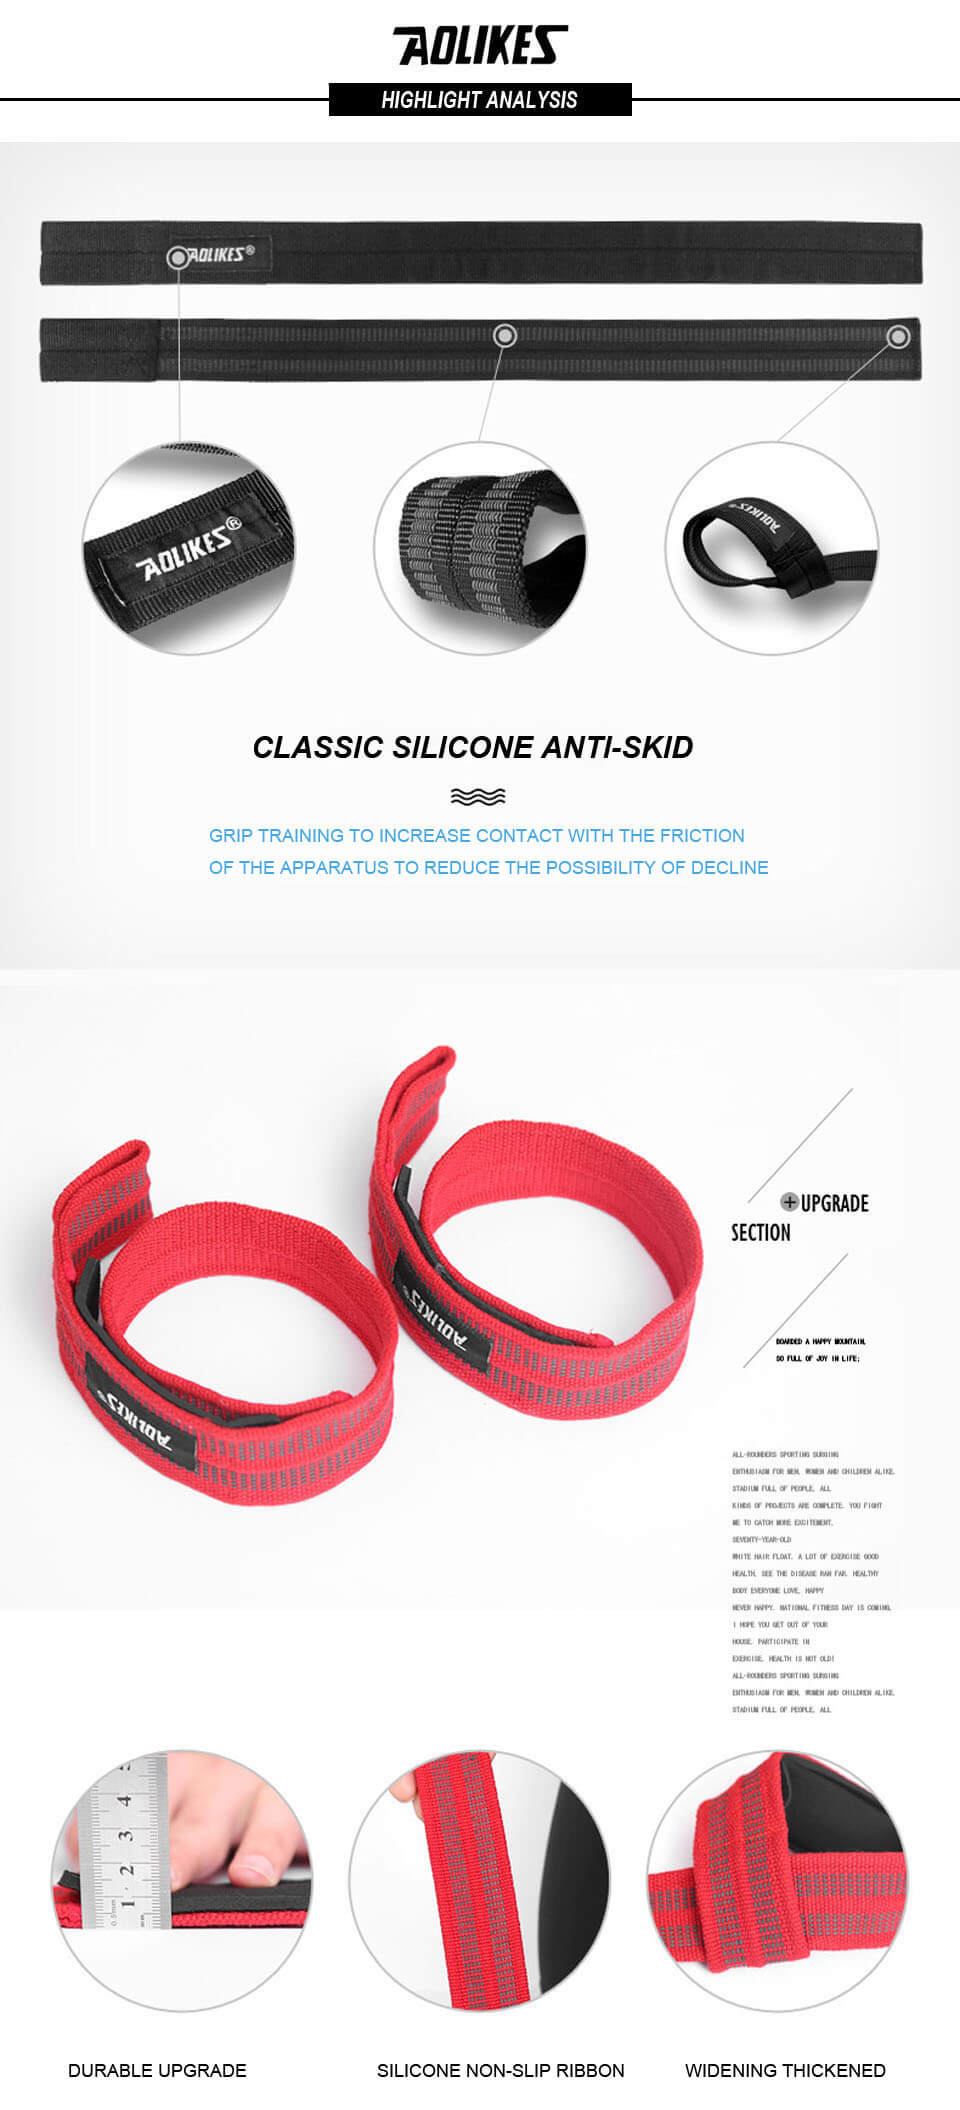 AOLIKES
HIGHLIGHT ANALYSIS
AOLIKES®
AOLIKES®
AOLIKES
CLASSIC SILICONE ANTI-SKID
GRIP TRAINING TO INCREASE CONTACT WITH THE FRICTION
OF THE APPARATUS TO REDUCE THE POSSIBILITY OF DECLINE
+UPGRADE
SECTION
AOLIKES®
AOLIKES®
BOARDED A HAPPY MOUNTAIN,
SO FULL OF JOY IN LIFE;
ALL-ROUNDERS SPORTING SURGING
ENTHUSIASM FOR MEN, WOMEN AND CHILDREN ALIKE,
STADIUM FULL OF PEOPLE, ALL
KINDS OF PROJECTS ARE COMPLETE. YOU FIGHT
ME TO CATCH MORE EXCITEMENT,
SEVENTY-YEAR-OLD
WHITE HAIR FLOAT. A LOT OF EXERCISE GOOD
HEALTH, SEE THE DISEASE RAN FAR. HEALTHY
BODY EVERYONE LOVE, HAPPY
NEVER HAPPY. NATIONAL FITNESS DAY IS COMING,
I HOPE YOU GET OUT OF YOUR
HOUSE. PARTICIPATE IN
EXERCISE, HEALTH IS NOT OLD!
ALL-ROUNDERS SPORTING SURGING
ENTHUSIASM FOR MEN, WOMEN AND CHILDREN ALIKE,
STADIUM FULL OF PEOPLE, ALL
4
3
2
1
0.5mm
DURABLE UPGRADE
SILICONE NON-SLIP RIBBON
WIDENING THICKENED